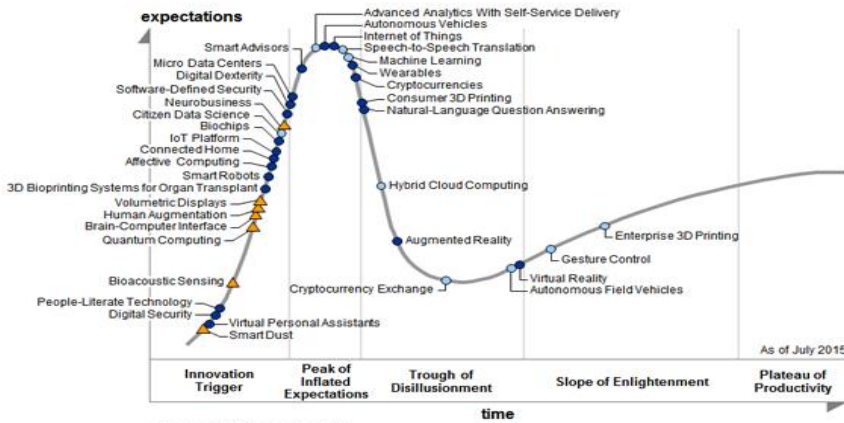 expectations
Advanced Analytics With Self-Service Delivery
Autonomous Vehicles
Internet of Things
Speech-to-Speech Translation
Machine Learning
Wearables
Cryptocurrencies
Consumer 3D Printing
Natural-Language Question Answering
Smart Advisors
Micro Data Centers
Digital Dexterity
Software-Defined Security
Neurobusiness
Citizen Data Science
Biochips
IoT Platform
Connected Home
Affective Computing
Smart Robots
3D Bioprinting Systems for Organ Transplant
Volumetric Displays
Human Augmentation
Brain-Computer Interface
Quantum Computing
Bioacoustic Sensing
People-Literate Technology
Digital Security
Virtual Personal Assistants
Smart Dust
Hybrid Cloud Computing
Augmented Reality
Cryptocurrency Exchange
Enterprise 3D Printing
Gesture Control
Virtual Reality
Autonomous Field Vehicles
As of July 2015
Innovation
Trigger
Peak of
Inflated
Expectations
Trough of
Disillusionment
Slope of Enlightenment
Plateau of
Productivity
time